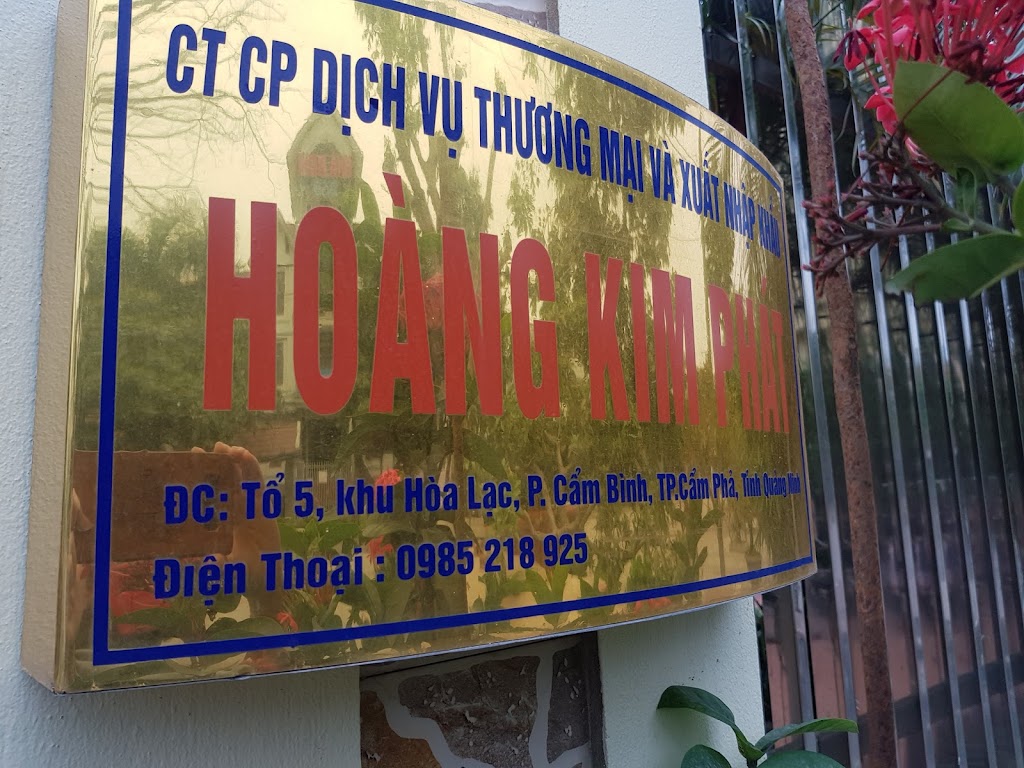 CT CP DỊCH VỤ THƯƠNG MẠI VÀ XUẤT NHẬP KHẨU
HOÀNG KIM PHÁT
ĐC: Tổ 5, khu Hòa Lạc, P. Cẩm Bình, TP.Cẩm Phả, Tỉnh Quảng Ninh
Điện Thoại : 0985 218 925